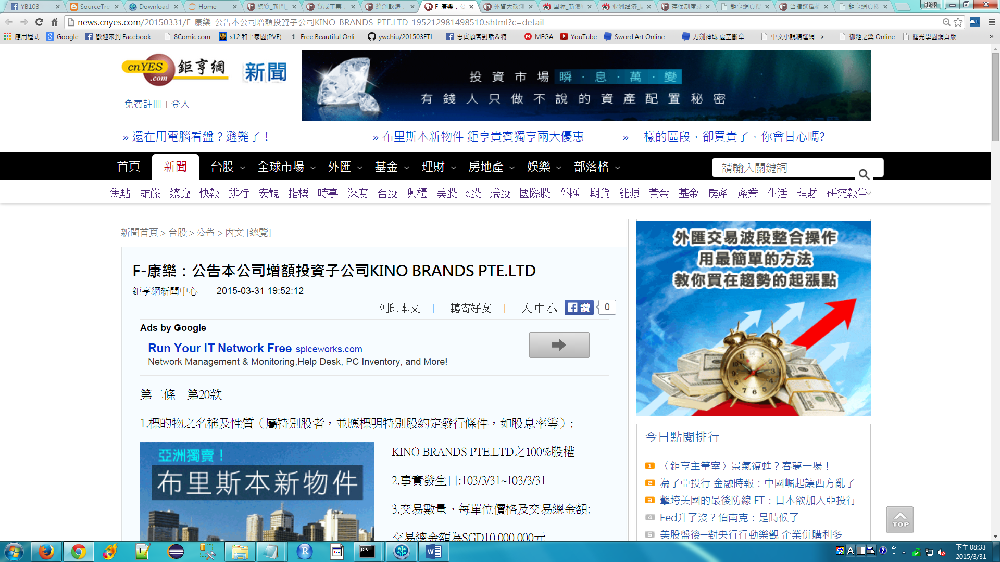 YB103
SourceTre
Download
Home
總覽_新聞_
寶成工業：
緯創軟體：
F-康樂：公
外資大砍鴻
国际_新浪
亚洲经济_
存保制度或
鉅亨網頁搜
台指選擇權
鉅亨網頁搜
建復
news.cnyes.com/20150331/F-康樂-公告本公司增額投資子公司KINO-BRANDS-PTE.LTD-195212981498510.shtml?c=detail
應用程式
Google
歡迎來到 Facebook...
8Comic.com
s12:和平家園(PVE)
Free Beautiful Onli...
ywchiu/201503ETL...
忠實顧客對話＆特...
MEGA
YouTube
Sword Art Online ...
刀劍神域 虛空斷章 ...
中文小說精選網-->...
御姬之翼 Online
曙光學園網頁版
»
cnYES .com 鉅亨網 新聞
投資市場 瞬・息・萬・變
有錢人只做不說的資產配置秘密
免費註冊 | 登入
» 還在用電腦看盤？遜斃了！
» 布里斯本新物件 鉅亨貴賓獨享兩大優惠
» 一樣的區段，卻買貴了，你會甘心嗎?
首頁 新聞 台股 全球市場 外匯 基金 理財 房地產 娛樂 部落格
請輸入關鍵詞
焦點 頭條 總覽 快報 排行 宏觀 指標 時事 深度 台股 興櫃 美股 a股 港股 國際股 外匯 期貨 能源 黃金 基金 房產 產業 生活 理財 研究報告
新聞首頁 > 台股 > 公告 > 內文 [總覽]
F-康樂：公告本公司增額投資子公司KINO BRANDS PTE.LTD
鉅亨網新聞中心 2015-03-31 19:52:12
列印本文 | 轉寄好友 | 大 中 小 讚 0
Ads by Google
Run Your IT Network Free spiceworks.com
Network Management & Monitoring,Help Desk, PC Inventory, and More!
第二條　第20款
1.標的物之名稱及性質（屬特別股者，並應標明特別股約定發行條件，如股息率等）:
亞洲獨賣！
布里斯本新物件
KINO BRANDS PTE.LTD之100%股權
2.事實發生日:103/3/31~103/3/31
3.交易數量、每單位價格及交易總金額:
交易總金額為SGD10,000,000元
外匯交易波段整合操作
用最簡單的方法
教你買在趨勢的起漲點
今日點閱排行
1 〈鉅亨主筆室〉景氣復甦？春夢一場！
2 為了亞投行 金融時報：中國崛起讓西方亂了
3 擊垮美國的最後防線 FT：日本欲加入亞投行
4 Fed升了沒？伯南克：是時候了
5 美股盤後─對央行行動樂觀 企業併購利多
TOP
下午 08:33
2015/3/31